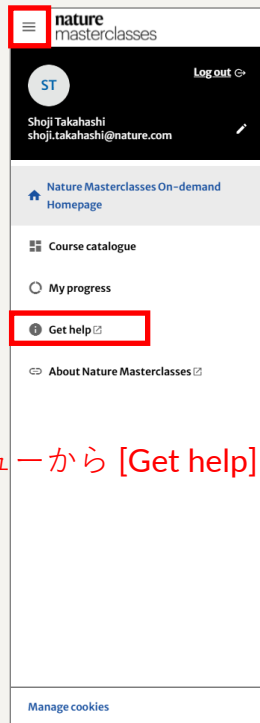 nature
masterclasses
ST
Log out
Shoji Takahashi
shoji.takahashi@nature.com
Nature Masterclasses On-demand
Homepage
Course catalogue
My progress
Get help
About Nature Masterclasses
ューから [Get help]
Manage cookies